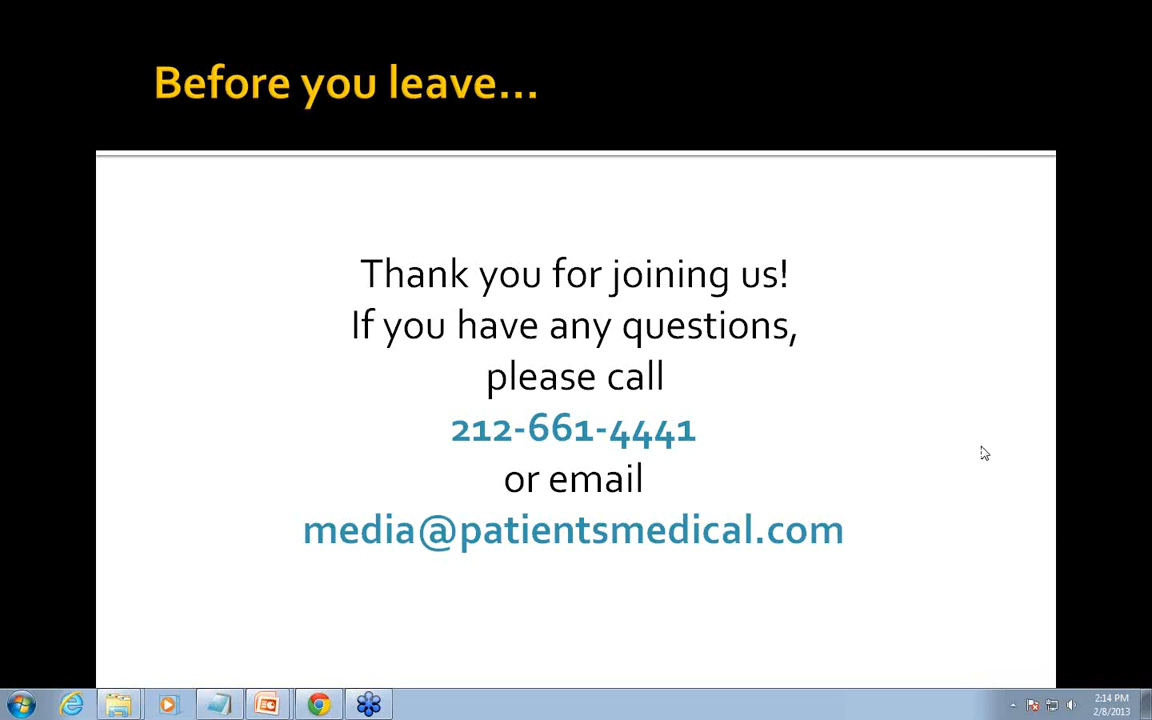 Before you leave...
Thank you for joining us!
If you have any questions,
please call
212-661-4441
or email
media@patientsmedical.com
2:14 PM
2/8/2013